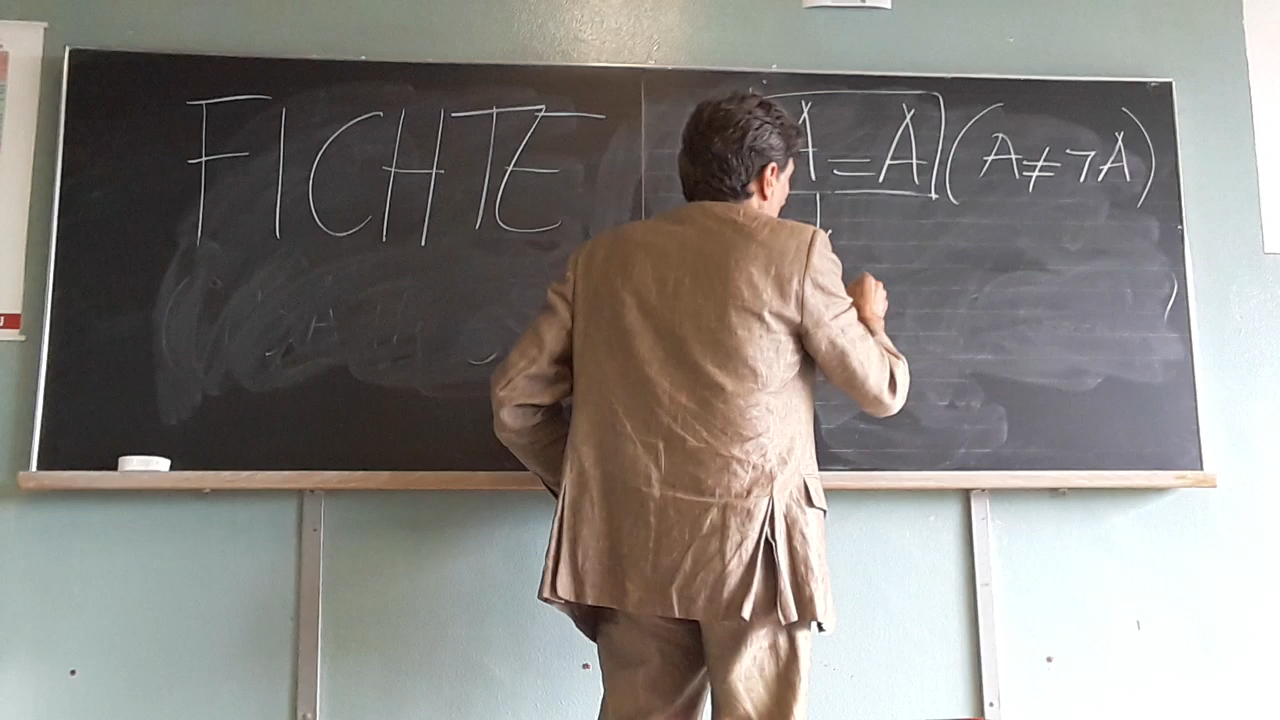 FICHTE
A = A (A ≠ ¬A)